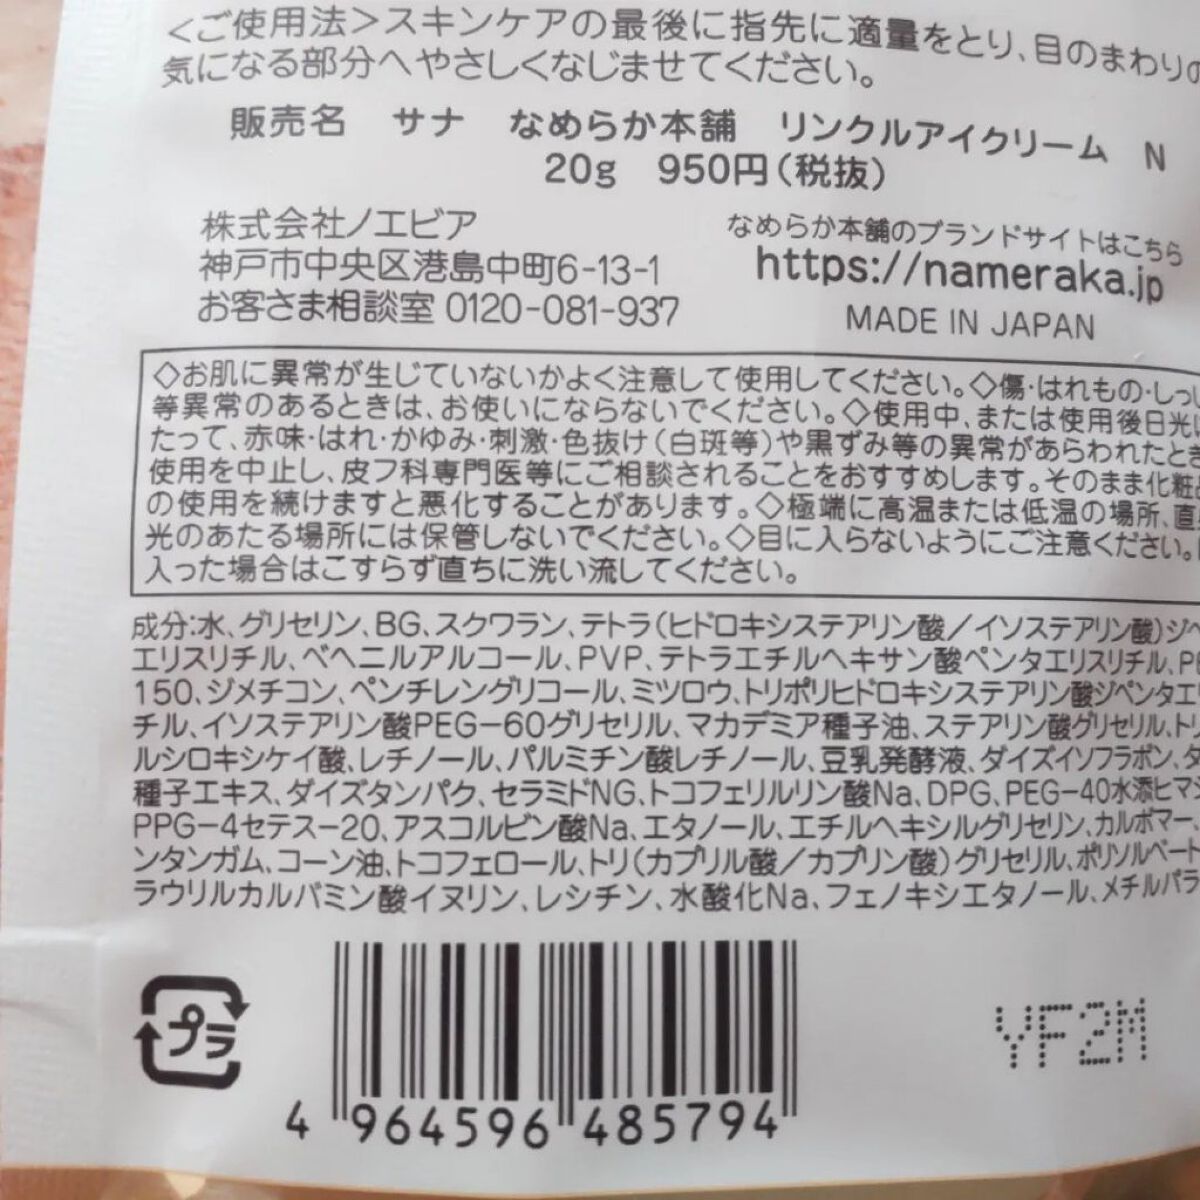 <ご使用法>スキンケアの最後に指先に適量をとり、目のまわりの
気になる部分へやさしくなじませてください。
販売名 サナ なめらか本舗 リンクルアイクリーム N
20g 950円(税抜)
株式会社ノエビア
神戸市中央区港島中町6-13-1
お客さま相談室 0120-081-937
なめらか本舗のブランドサイトはこちら
https://nameraka.jp
MADE IN JAPAN
◇お肌に異常が生じていないかよく注意して使用してください。◇傷・はれもの・しっし
等異常のあるときは、お使いにならないでください。◇使用中、または使用後日光に
たって、赤味・はれ・かゆみ・刺激・色抜け(白斑等)や黒ずみ等の異常があらわれたとき
使用を中止し、皮フ科専門医等にご相談されることをおすすめします。そのまま化粧
の使用を続けますと悪化することがあります。◇極端に高温または低温の場所、直
光のあたる場所には保管しないでください。◇目に入らないようにご注意ください。
入った場合はこすらず直ちに洗い流してください。
成分:水、グリセリン、BG、スクワラン、テトラ(ヒドロキシステアリン酸/イソステアリン酸)ジペ
エリスリチル、ベヘニルアルコール、PVP、テトラエチルヘキサン酸ペンタエリスリチル、
150、ジメチコン、ペンチレングリコール、ミツロウ、トリポリヒドロキシステアリン酸ジペンタエ
チル、イソステアリン酸PEG-60グリセリル、マカデミア種子油、ステアリン酸グリセリル、トリ
ルシロキシケイ酸、レチノール、パルミチン酸レチノール、豆乳発酵液、ダイズイソフラボン、ダ
種子エキス、ダイズタンパク、セラミドNG、トコフェリルリン酸Na、DPG、PEG-40水添ヒマシ
PPG-4セテス-20、アスコルビン酸Na、エタノール、エチルヘキシルグリセリン、カルボマー、
ンタンガム、コーン油、トコフェロール、トリ(カプリル酸/カプリン酸)グリセリル、ポリソルベート
ラウリルカルバミン酸イヌリン、レシチン、水酸化Na、フェノキシエタノール、メチルパラ
プラ
4 964596 485794
YF2M